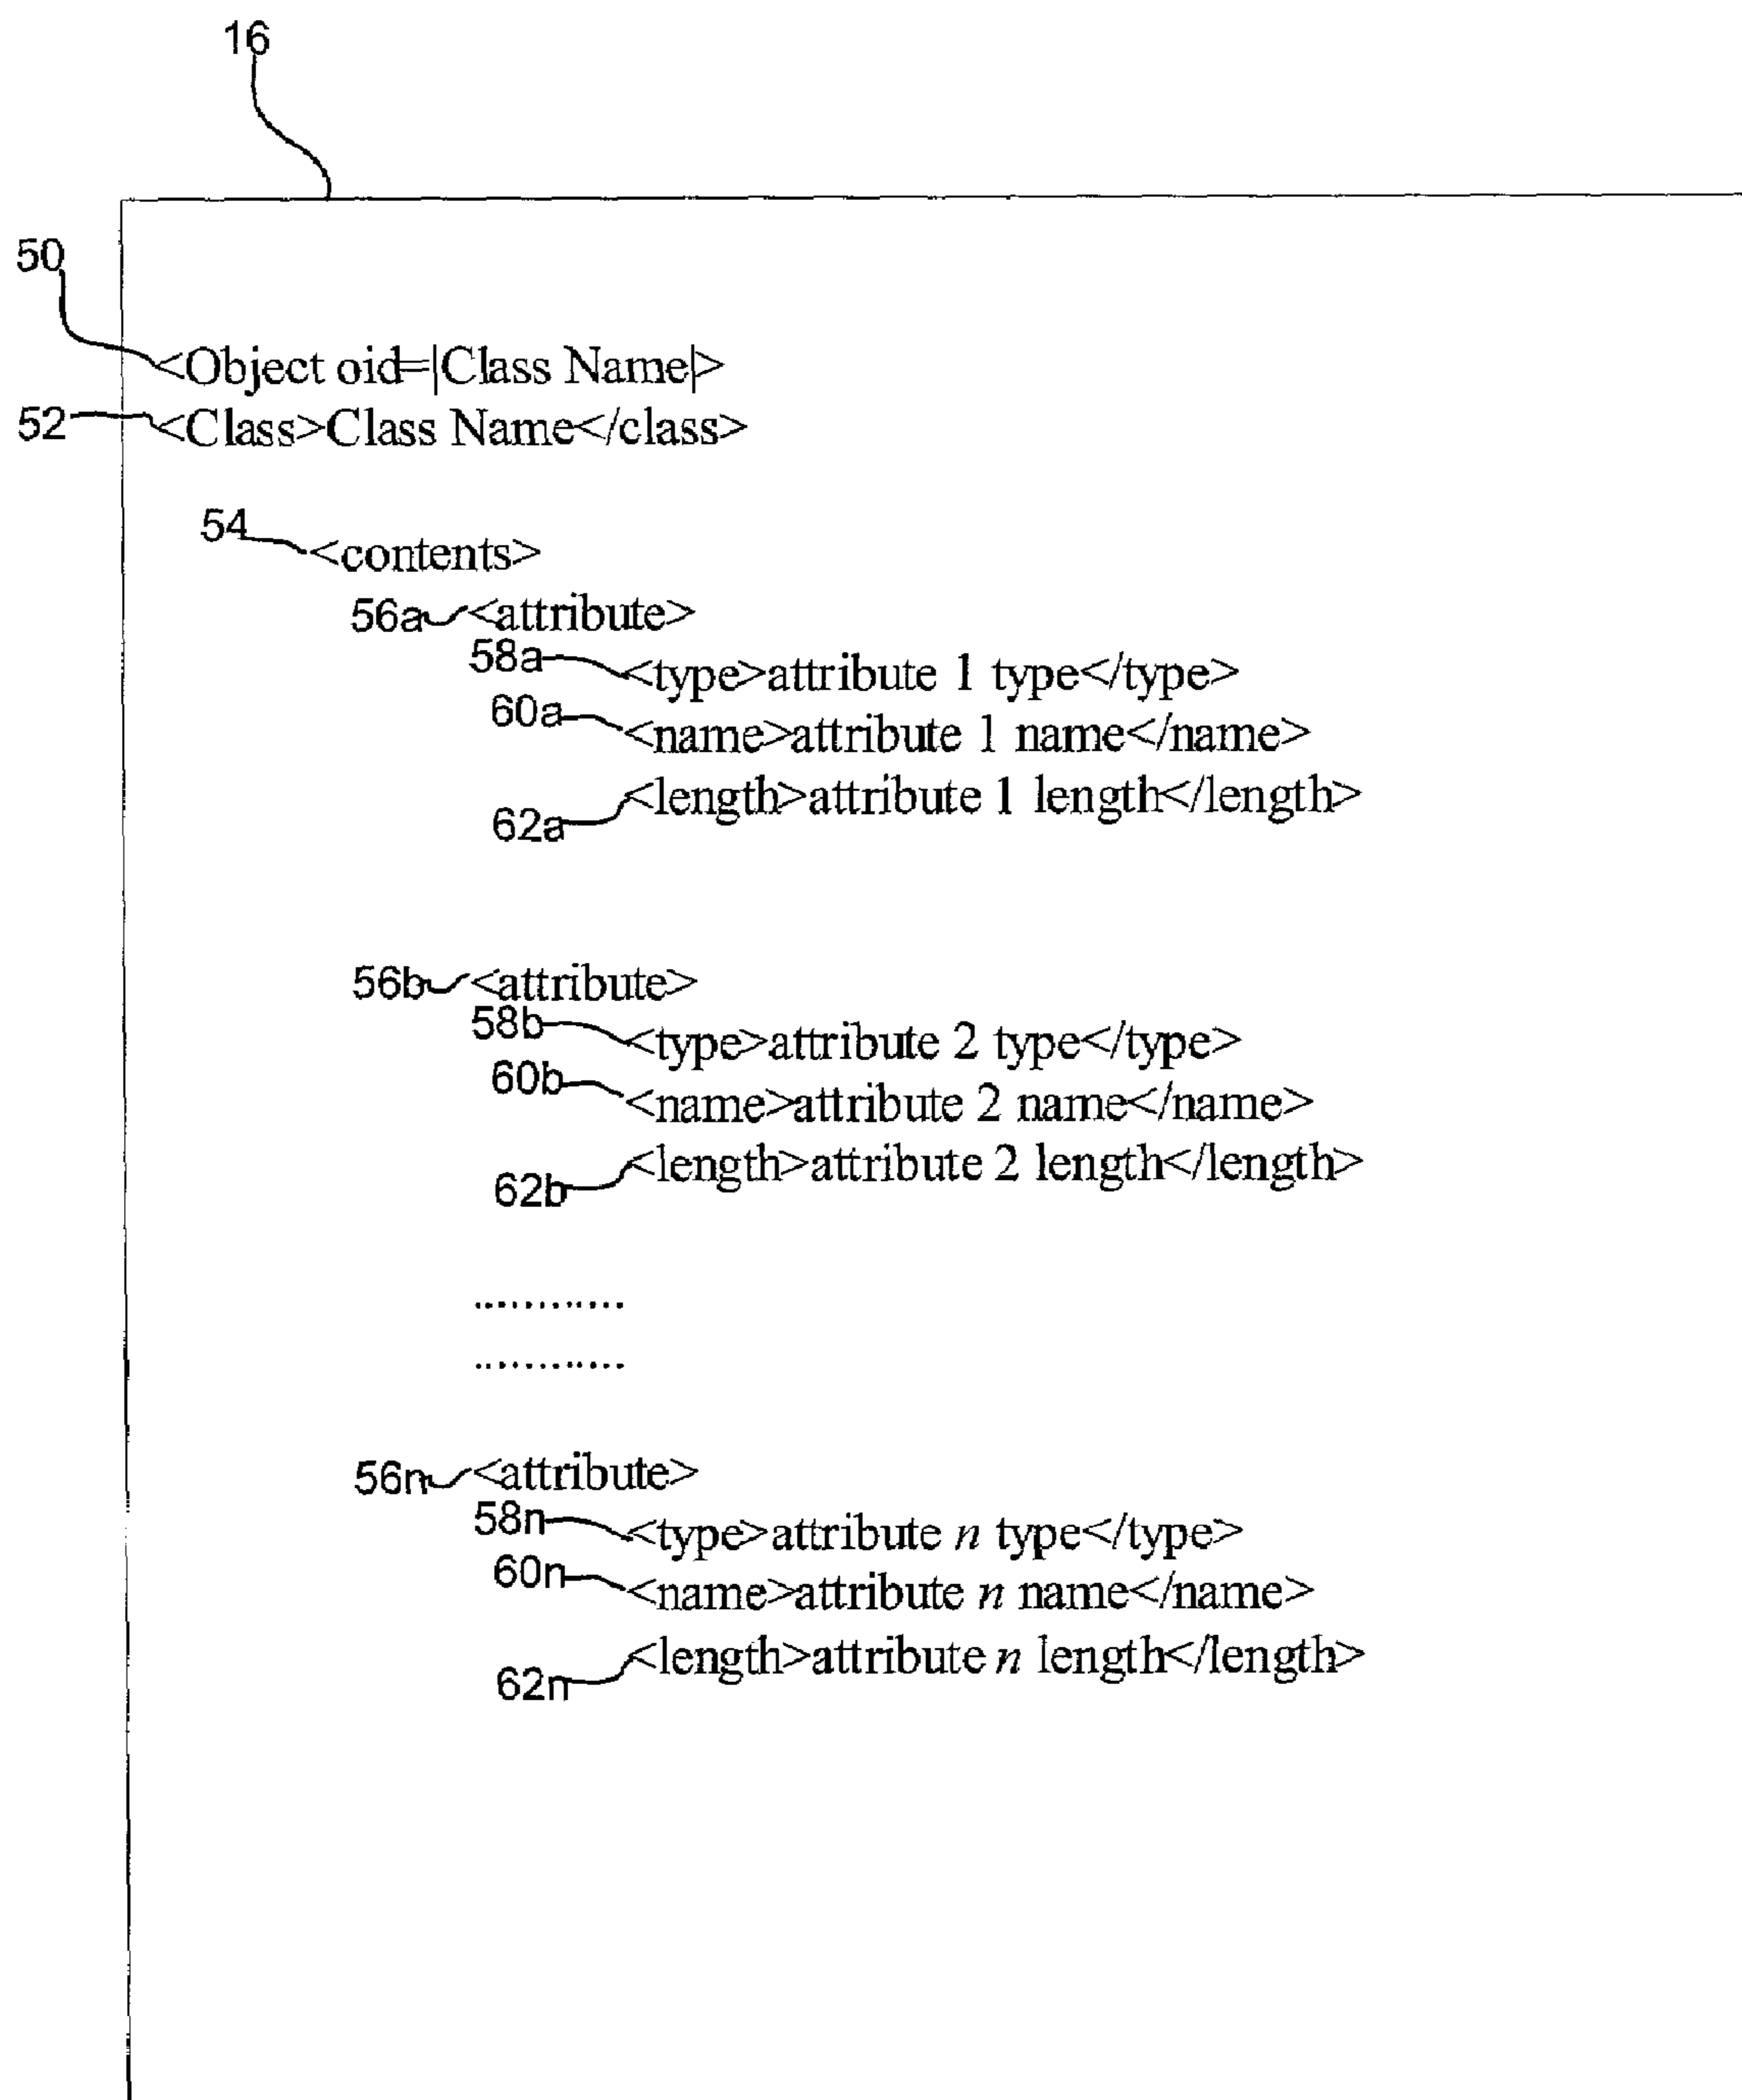 16
50
<Object oid=|Class Name|>
52 <Class>Class Name</class>
54 <contents>
56a <attribute>
58a <type>attribute 1 type</type>
60a <name>attribute 1 name</name>
62a <length>attribute 1 length</length>
56b <attribute>
58b <type>attribute 2 type</type>
60b <name>attribute 2 name</name>
62b <length>attribute 2 length</length>
............
............
56n <attribute>
58n <type>attribute n type</type>
60n <name>attribute n name</name>
62n <length>attribute n length</length>